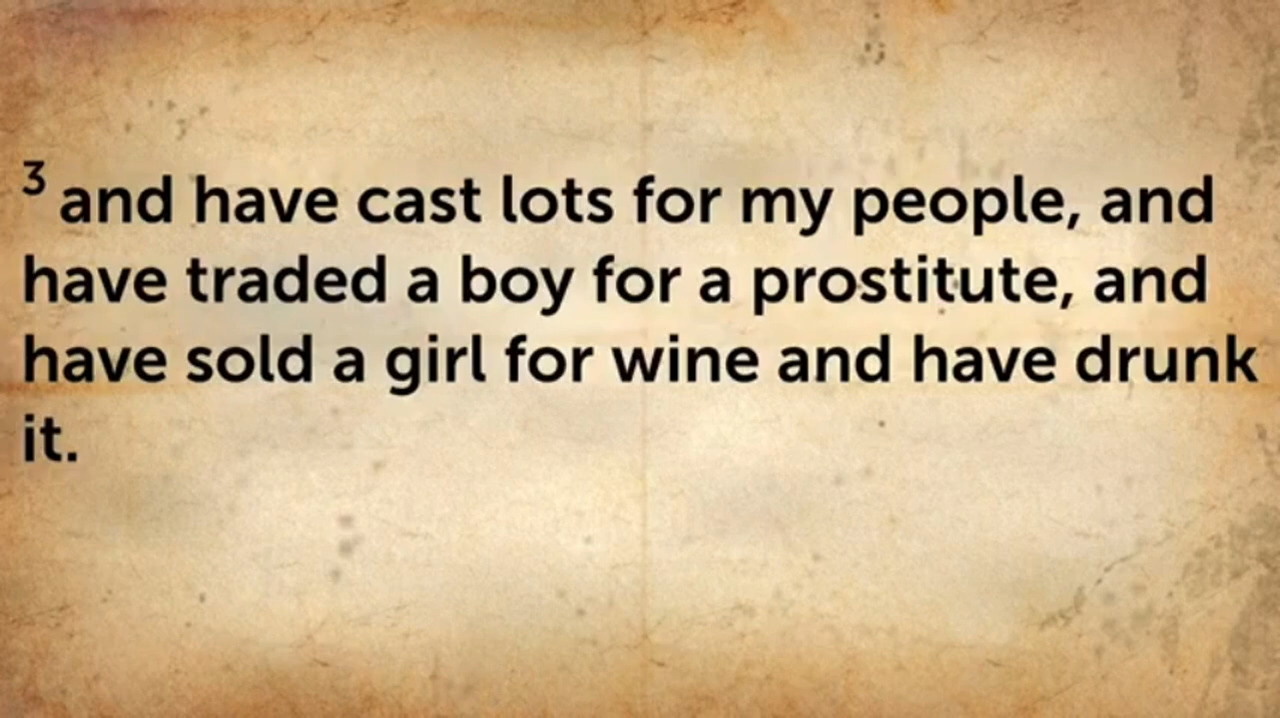 3 and have cast lots for my people, and
have traded a boy for a prostitute, and
have sold a girl for wine and have drunk
it.